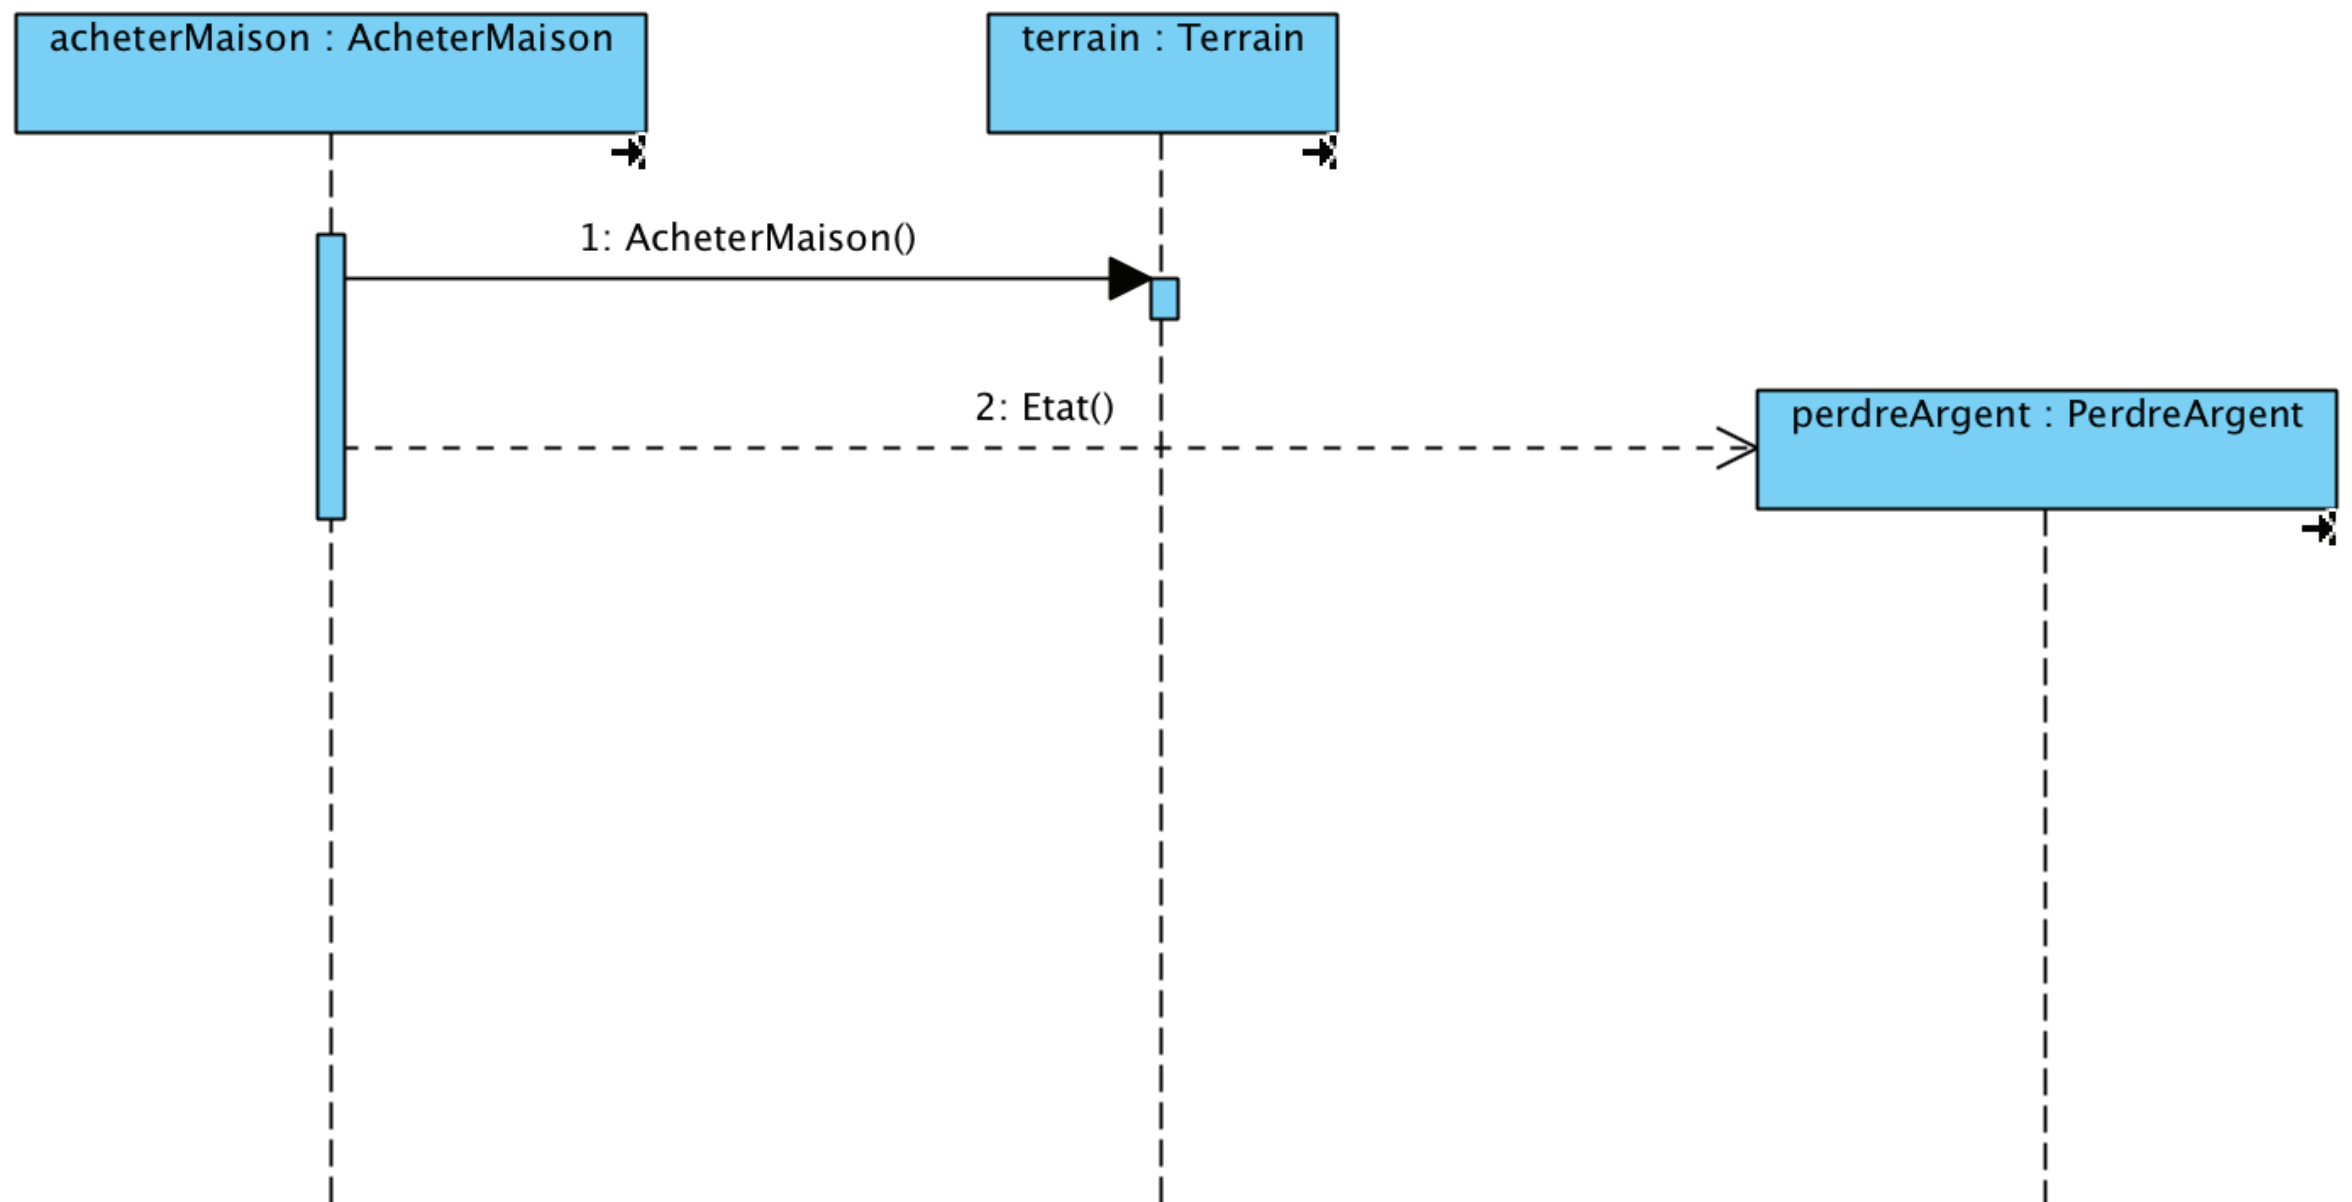 acheterMaison : AcheterMaison
terrain : Terrain
1: AcheterMaison()
2: Etat()
perdreArgent : PerdreArgent